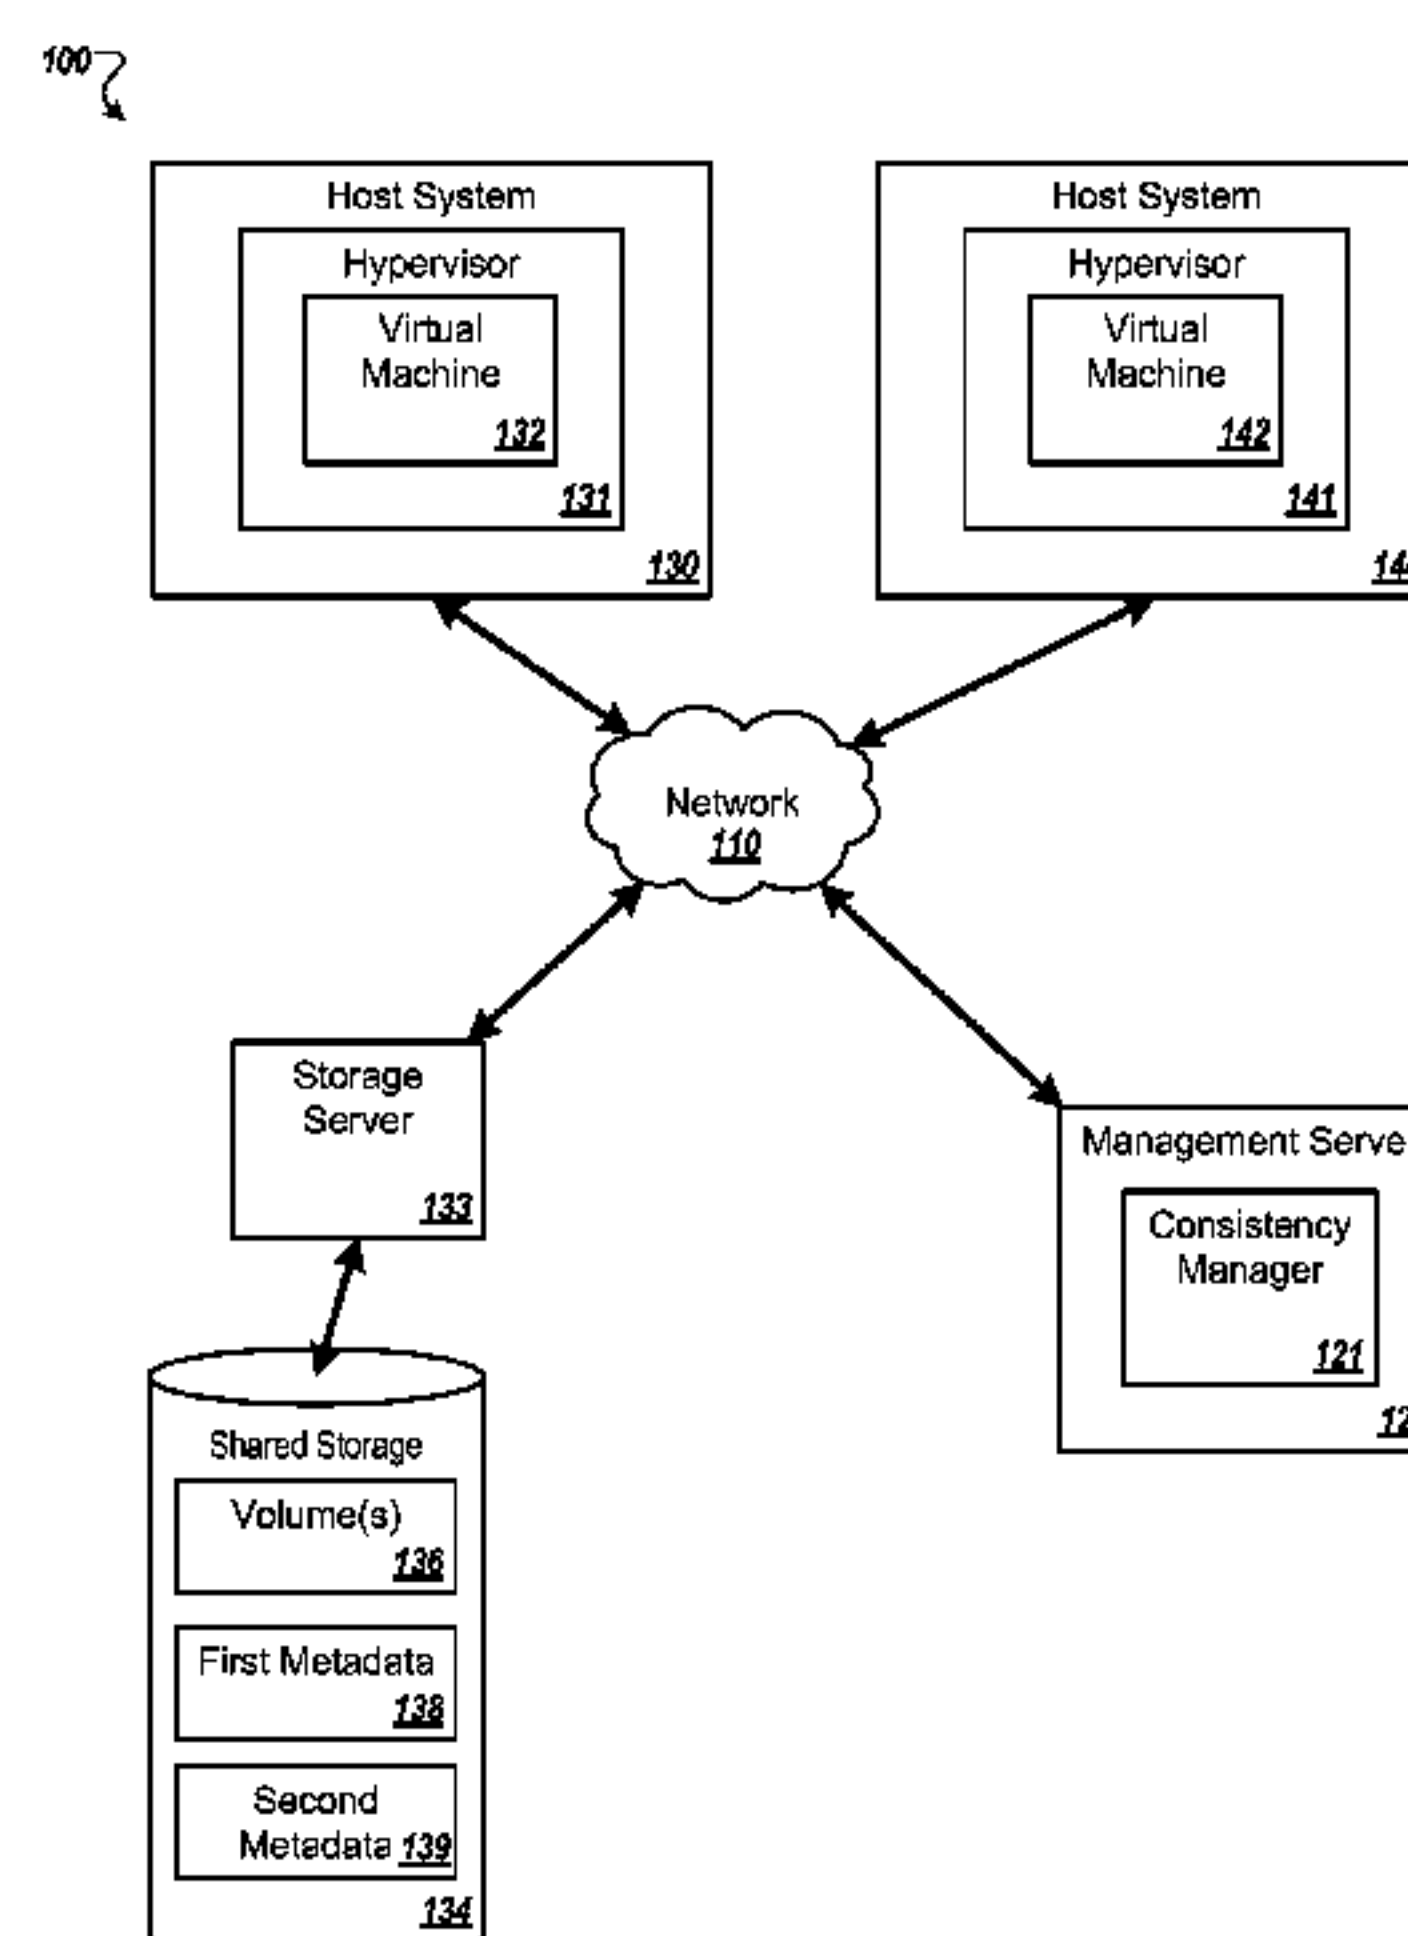 100
Host System
Hypervisor
Virtual
Machine
132
131
130
Host System
Hypervisor
Virtual
Machine
142
141
Network
110
Storage
Server
133
Management Serve
Consistency
Manager
121
Shared Storage
Volume(s)
136
First Metadata
138
Second
Metadata 139
134